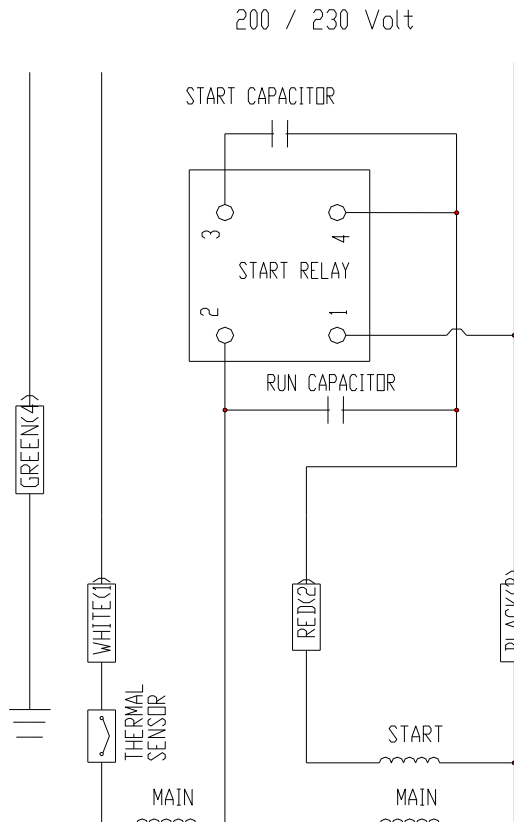 200 / 230 Volt
START CAPACITOR
3
4
START RELAY
2
1
RUN CAPACITOR
GREEN(4
WHITE(1
RED(2
THERMAL
SENSOR
START
MAIN
MAIN